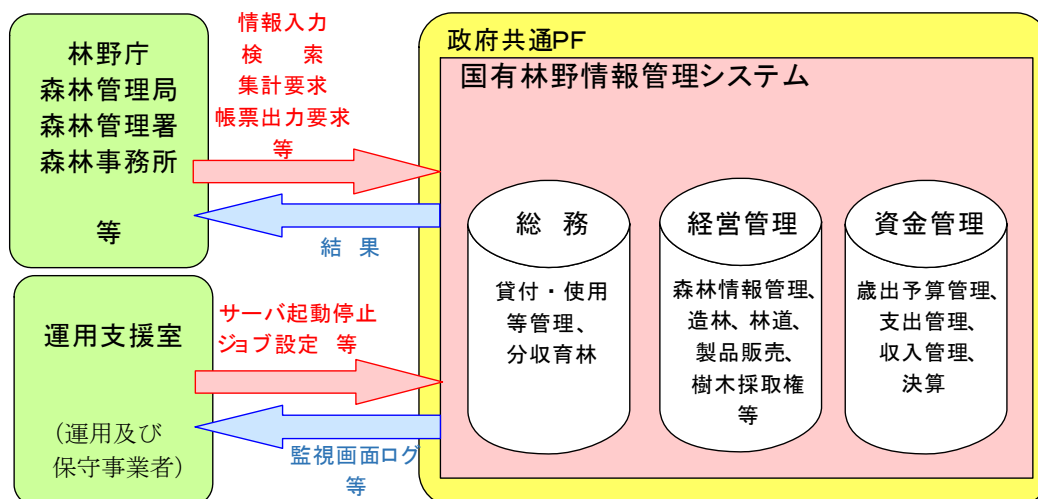 林野庁
森林管理局
森林管理署
森林事務所
等
情報入力
検 索
集計要求
帳票出力要求
等
結 果
運用支援室
(運用及び
保守事業者)
サーバ起動停止
ジョブ設定 等
監視画面ログ
等
政府共通PF
国有林野情報管理システム
総 務
貸付・使用
等管理、
分収育林
経営管理
森林情報管理、
造林、林道、
製品販売、
樹木採取権
等
資金管理
歳出予算管理、
支出管理、
収入管理、
決算